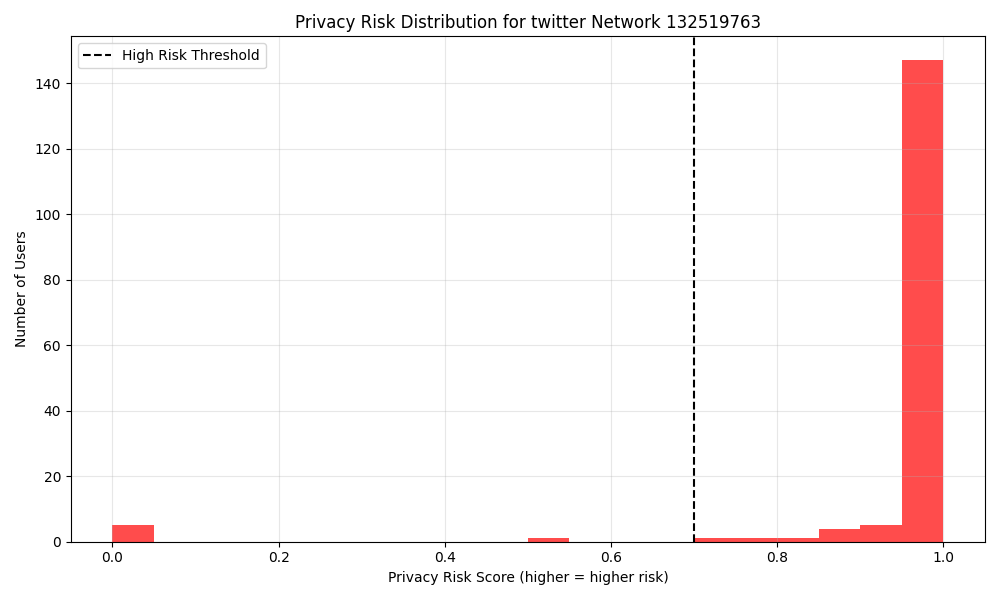 Privacy Risk Distribution for twitter Network 132519763
High Risk Threshold
Number of Users
140
120
100
80
60
40
20
0
0.0 0.2 0.4 0.6 0.8 1.0
Privacy Risk Score (higher = higher risk)